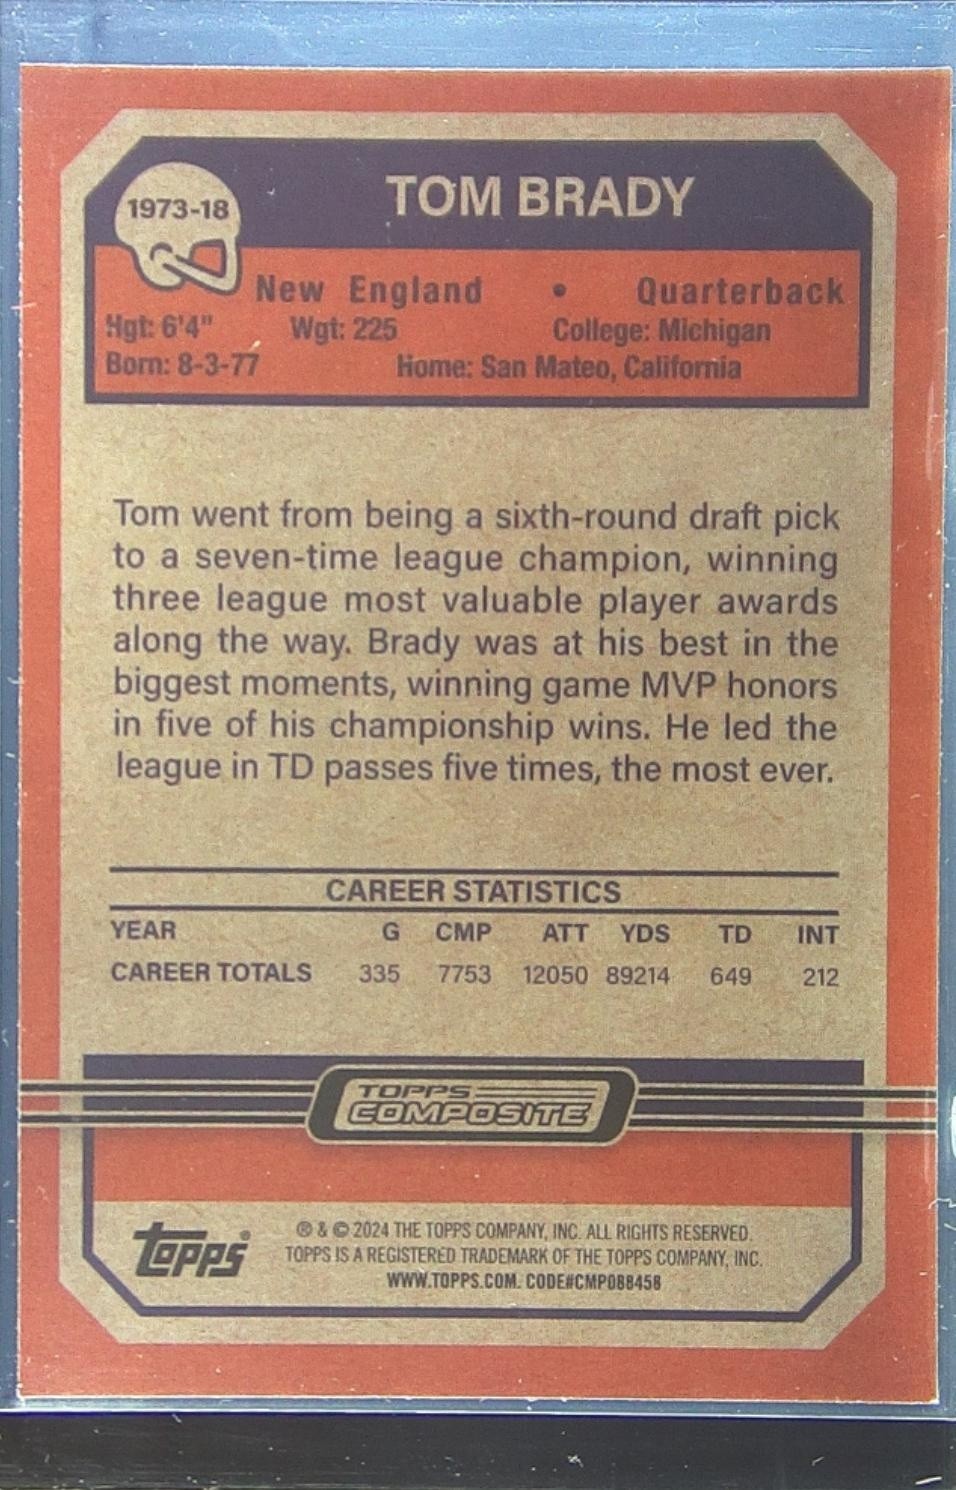 1973-18
TOM BRADY
New England • Quarterback
Hgt: 6'4" Wgt: 225 College: Michigan
Born: 8-3-77 Home: San Mateo, California
Tom went from being a sixth-round draft pick
to a seven-time league champion, winning
three league most valuable player awards
along the way. Brady was at his best in the
biggest moments, winning game MVP honors
in five of his championship wins. He led the
league in TD passes five times, the most ever.
CAREER STATISTICS
YEAR G CMP ATT YDS TD INT
CAREER TOTALS 335 7753 12050 89214 649 212
TOPPS
COMPOSITE
topps®
® & © 2024 THE TOPPS COMPANY, INC. ALL RIGHTS RESERVED.
TOPPS IS A REGISTERED TRADEMARK OF THE TOPPS COMPANY, INC.
WWW.TOPPS.COM. CODE#CMP088458